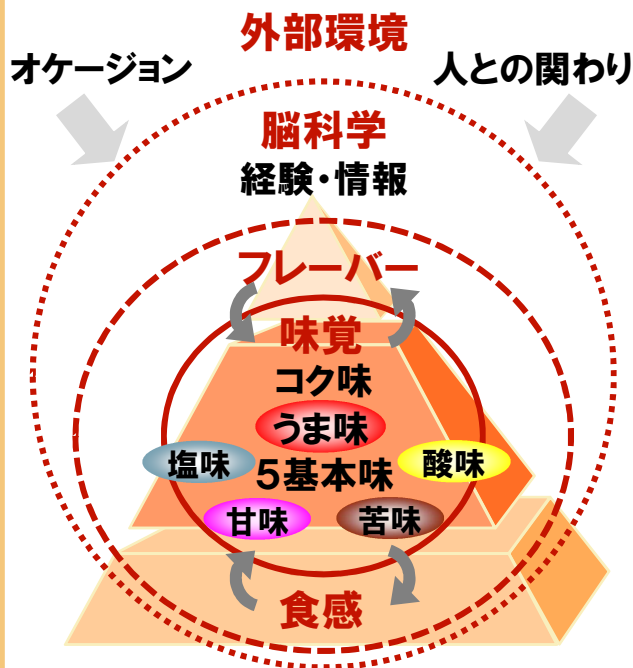 外部環境
オケージョン
人との関わり
脳科学
経験・情報
フレーバー
味覚
コク味
うま味
塩味
5基本味
酸味
甘味
苦味
食感